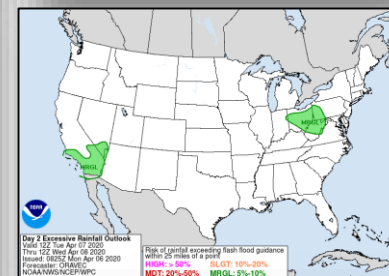 MRGL
MRGL
NOAA
Day 2 Excessive Rainfall Outlook
Valid 12Z Tue Apr 07 2020
Thru 12Z Wed Apr 08 2020
Issued: 0825Z Mon Apr 06 2020
Forecaster: ORAVEC
NOAA/NWS/NCEP/WPC
Risk of rainfall exceeding flash flood guidance
within 25 miles of a point
HIGH: > 50% SLGT: 10%-20%
MDT: 20%-50% MRGL: 5%-10%